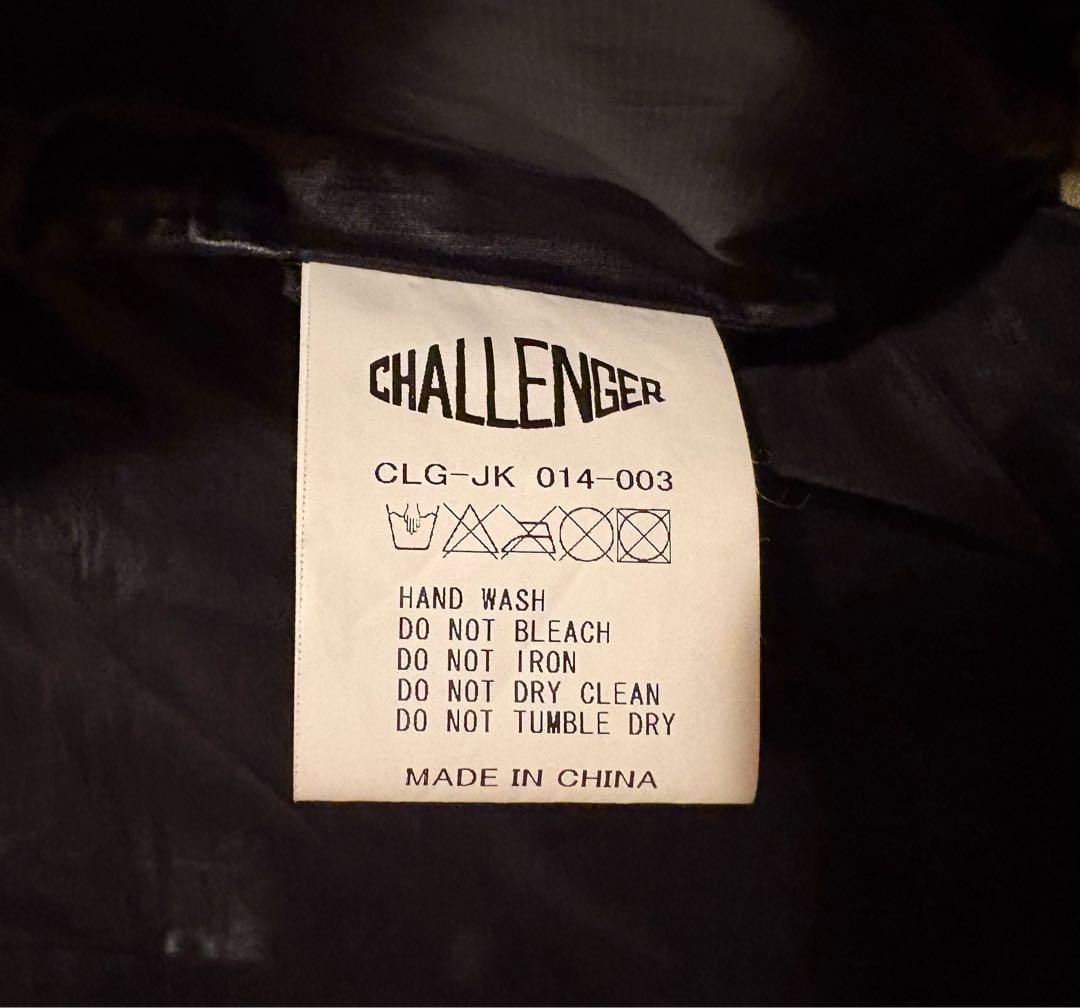 CHALLENGER
CLG-JK 014-003
HAND WASH
DO NOT BLEACH
DO NOT IRON
DO NOT DRY CLEAN
DO NOT TUMBLE DRY
MADE IN CHINA